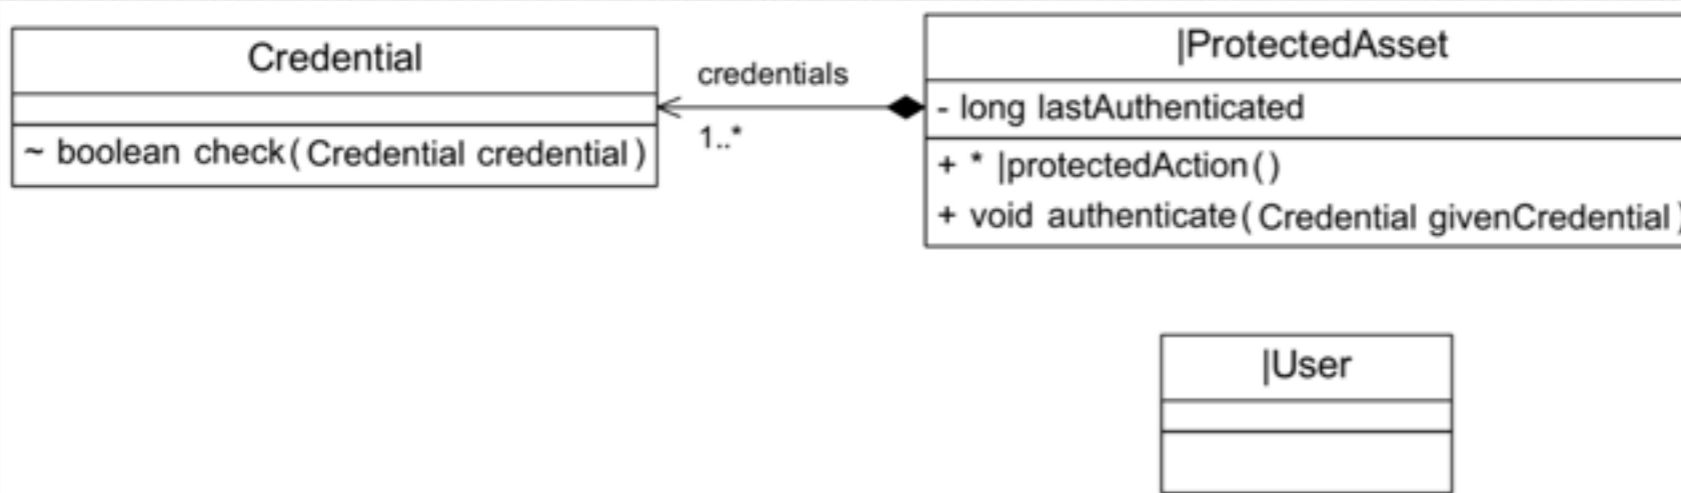 Credential
~ boolean check(Credential credential)
credentials
1..*
|ProtectedAsset
- long lastAuthenticated
+ * |protectedAction()
+ void authenticate(Credential givenCredential)
|User